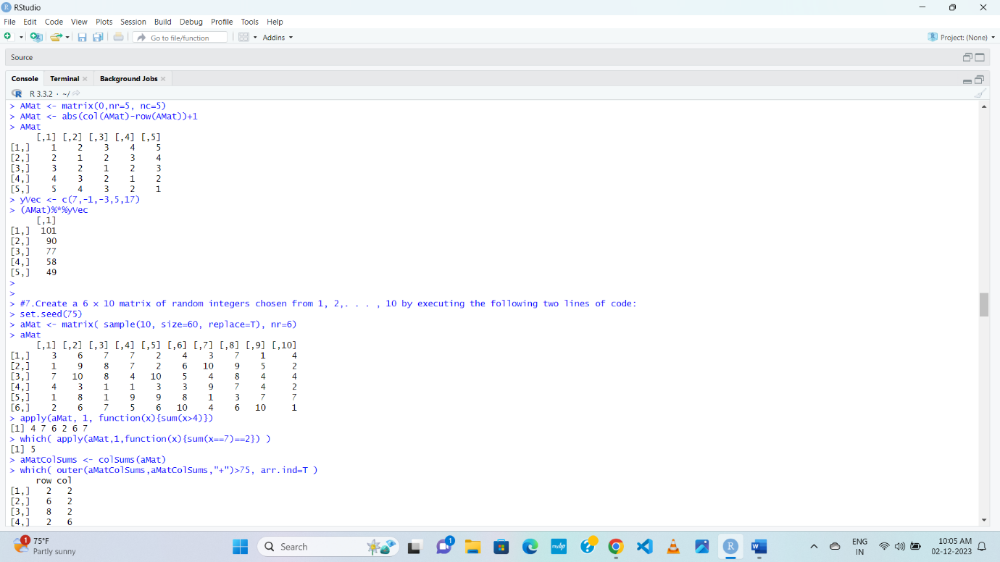 RStudio
File Edit Code View Plots Session Build Debug Profile Tools Help
Go to file/function Addins Project: (None)
Source
Console Terminal Background Jobs
R 3.3.2 · ~/
> AMat <- matrix(0,nr=5, nc=5)
> AMat <- abs(col(AMat)-row(AMat))+1
> AMat
     [,1] [,2] [,3] [,4] [,5]
[1,]    1    2    3    4    5
[2,]    2    1    2    3    4
[3,]    3    2    1    2    3
[4,]    4    3    2    1    2
[5,]    5    4    3    2    1
> yVec <- c(7,-1,-3,5,17)
> (AMat)%*%yVec
     [,1]
[1,]  101
[2,]   90
[3,]   77
[4,]   58
[5,]   49
>
>
> #7.Create a 6 × 10 matrix of random integers chosen from 1, 2,. . . , 10 by executing the following two lines of code:
> set.seed(75)
> aMat <- matrix( sample(10, size=60, replace=T), nr=6)
> aMat
     [,1] [,2] [,3] [,4] [,5] [,6] [,7] [,8] [,9] [,10]
[1,]    3    6    7    7    2    4    3    7    1     4
[2,]    1    9    8    7    2    6   10    9    5     2
[3,]    7   10    8    4   10    5    4    8    4     4
[4,]    4    3    1    1    3    3    9    7    4     2
[5,]    1    8    1    9    9    8    1    3    7     7
[6,]    2    6    7    5    6   10    4    6   10     1
> apply(aMat, 1, function(x){sum(x>4)})
[1] 4 7 6 2 6 7
> which( apply(aMat,1,function(x){sum(x==7)==2}) )
[1] 5
> aMatColSums <- colSums(aMat)
> which( outer(aMatColSums,aMatColSums,"+")>75, arr.ind=T )
     row col
[1,]   2   2
[2,]   6   2
[3,]   8   2
[4,]   2   6
1 75°F
Partly sunny
Search
1
myhp
ENG
IN
10:05 AM
02-12-2023